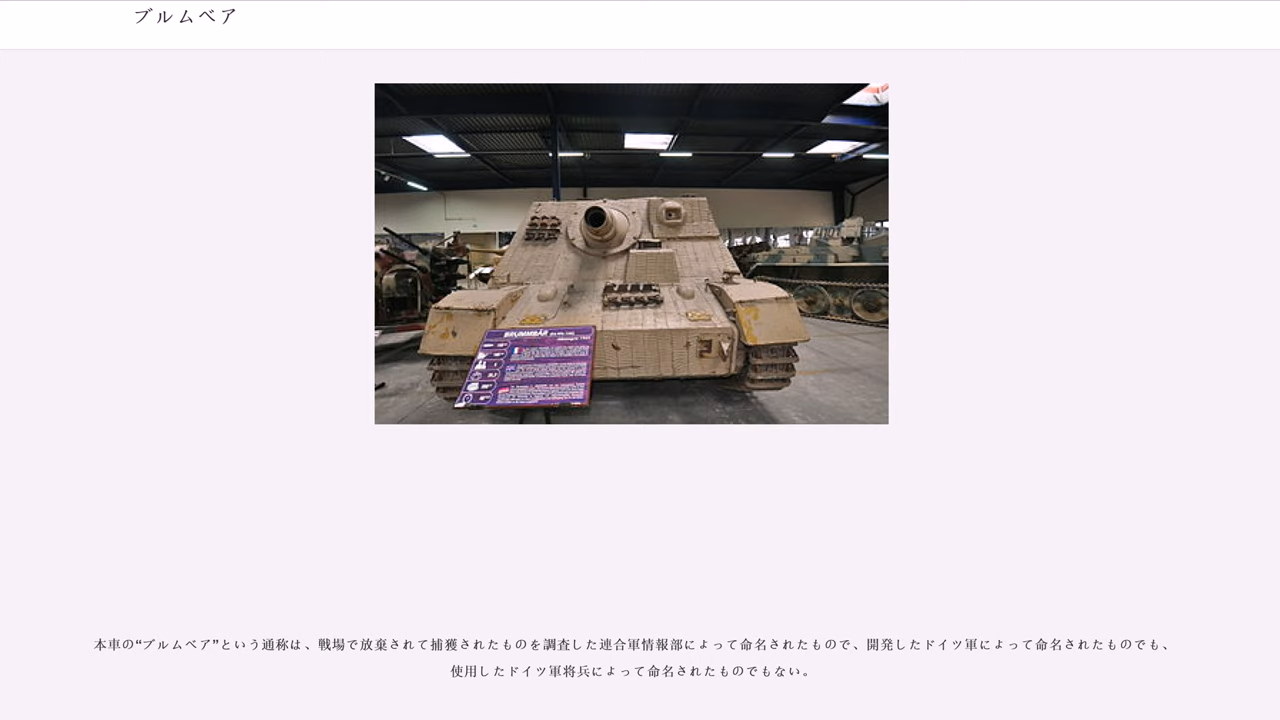 ブルムベア
BRUMMBÄR
本車の“ブルムベア”という通称は、戦場で放棄されて捕獲されたものを調査した連合軍情報部によって命名されたもので、開発したドイツ軍によって命名されたものでも、
使用したドイツ軍将兵によって命名されたものでもない。